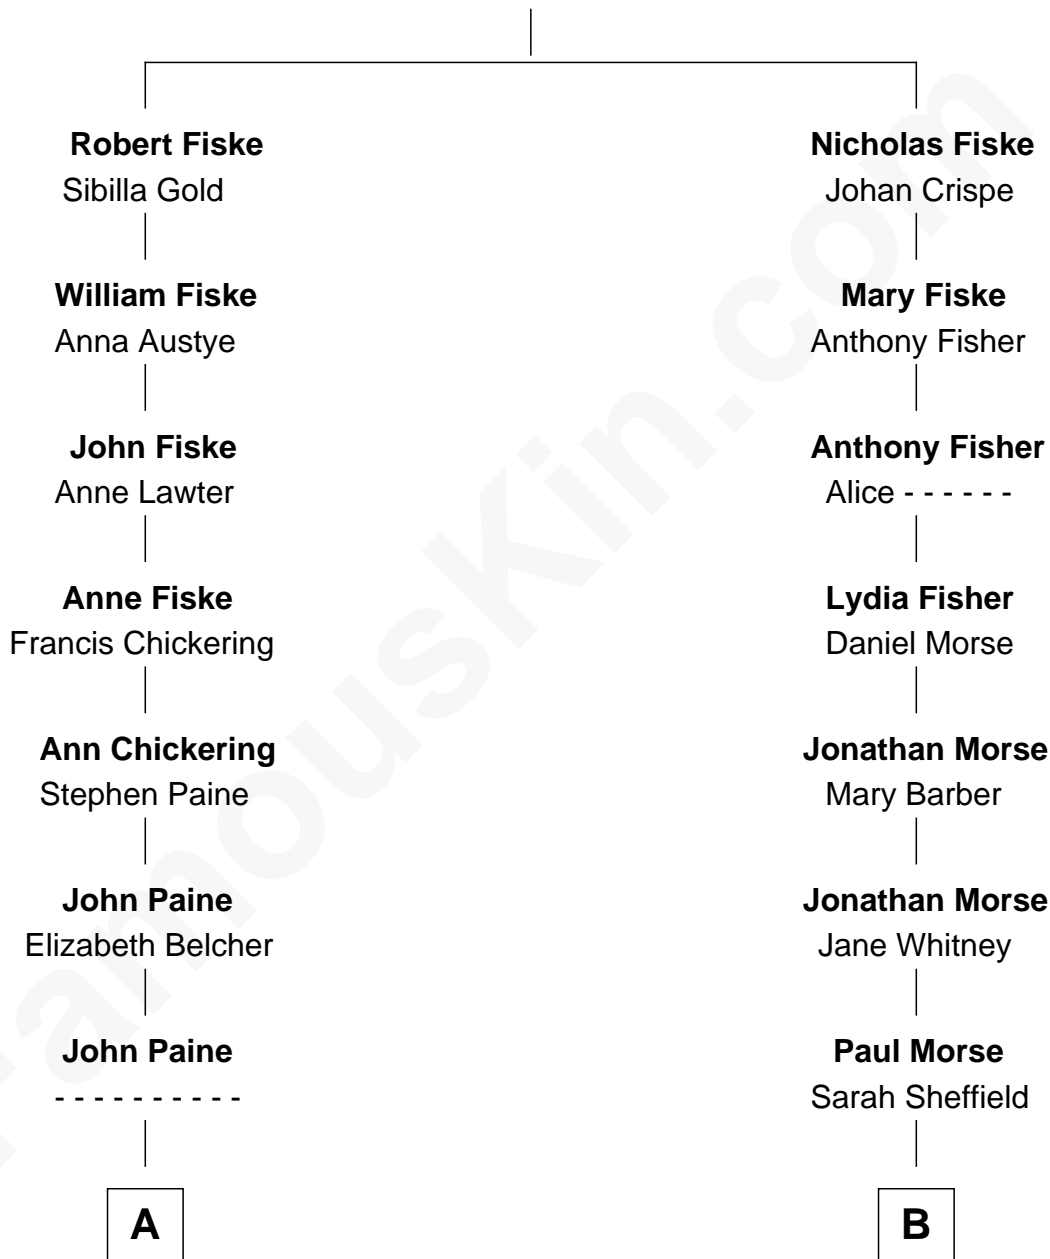 Robert Fiske
Sibilla Gold
William Fiske
Anna Austye
John Fiske
Anne Lawter
Anne Fiske
Francis Chickering
Ann Chickering
Stephen Paine
John Paine
Elizabeth Belcher
John Paine
- - - - - - - - - -
A
Nicholas Fiske
Johan Crispe
Mary Fiske
Anthony Fisher
Anthony Fisher
Alice - - - - - -
Lydia Fisher
Daniel Morse
Jonathan Morse
Mary Barber
Jonathan Morse
Jane Whitney
Paul Morse
Sarah Sheffield
B
FamousKin.com